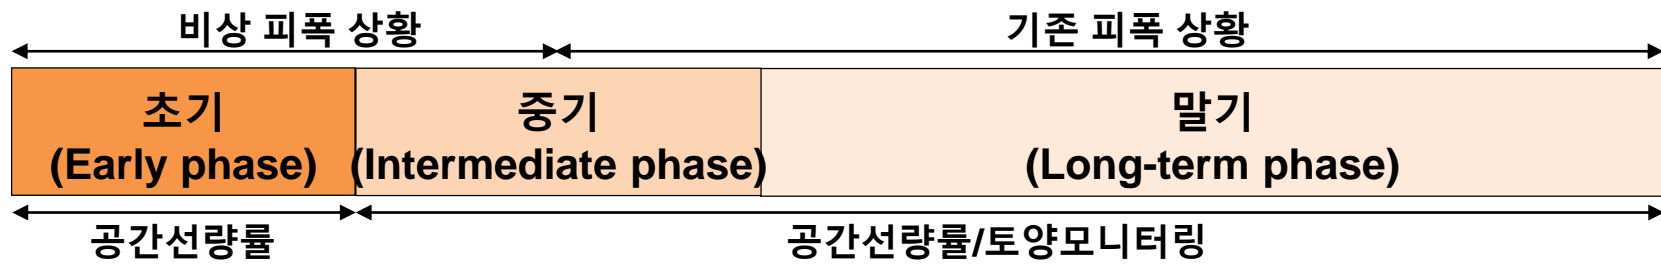 비상 피폭 상황
기존 피폭 상황
초기
(Early phase)
중기
(Intermediate phase)
말기
(Long-term phase)
공간선량률
공간선량률/토양모니터링